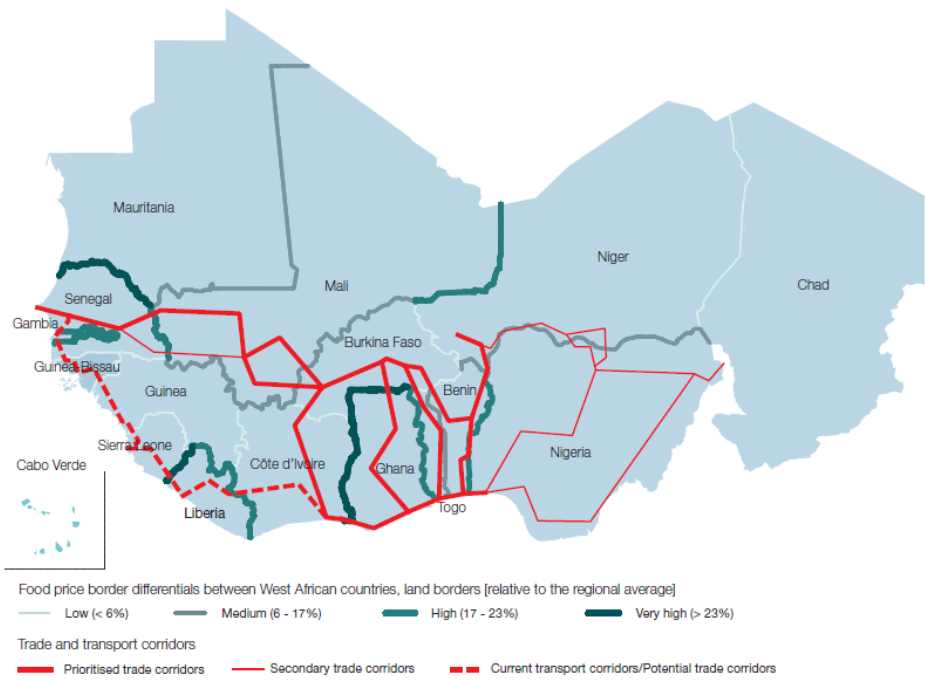 Mauritania
Niger
Mali
Chad
Senegal
Gambia
Burkina Faso
Guinea-Bissau
Benin
Guinea
Sierra Leone
Nigeria
Cabo Verde
Côte d'Ivoire
Ghana
Togo
Liberia
Food price border differentials between West African countries, land borders [relative to the regional average]
Low (< 6%)
Medium (6 - 17%)
High (17 - 23%)
Very high (> 23%)
Trade and transport corridors
Prioritised trade corridors
Secondary trade corridors
Current transport corridors/Potential trade corridors